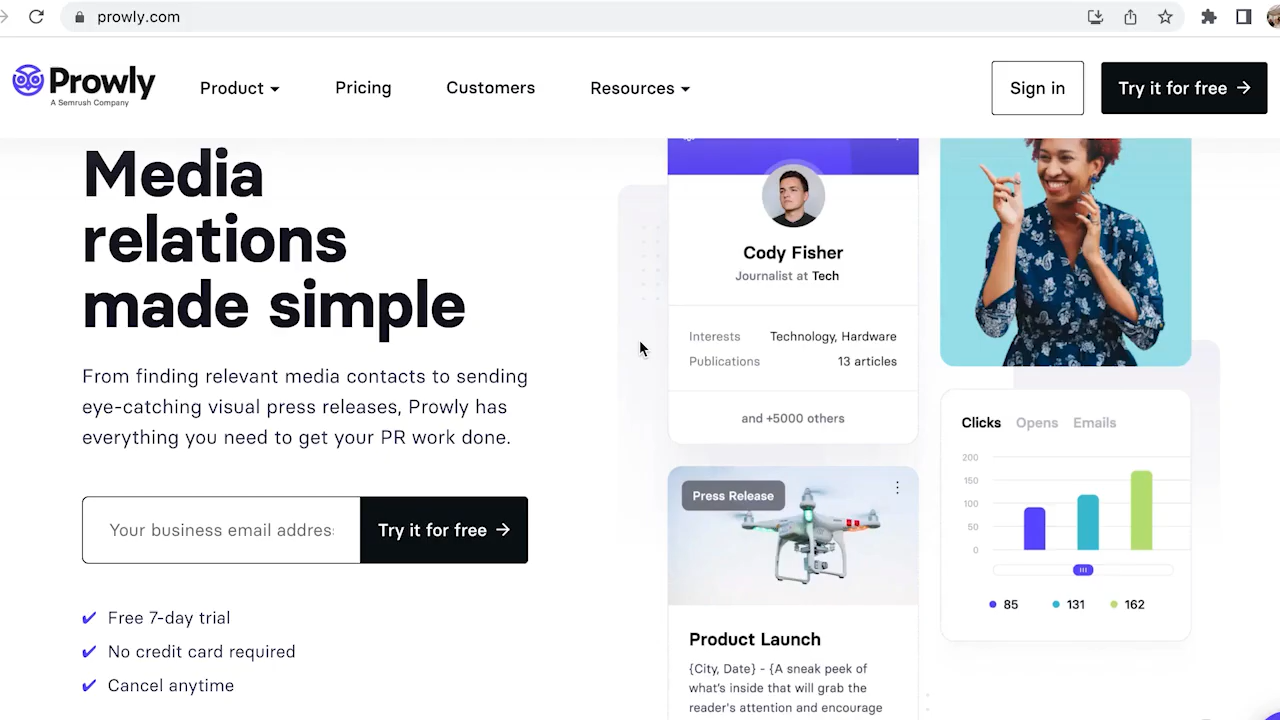 prowly.com
Prowly
A Semrush Company
Product
Pricing
Customers
Resources
Sign in
Try it for free →
Media
relations
made simple
From finding relevant media contacts to sending
eye-catching visual press releases, Prowly has
everything you need to get your PR work done.
Your business email addres
Try it for free →
✔ Free 7-day trial
✔ No credit card required
✔ Cancel anytime
Cody Fisher
Journalist at Tech
Interests Technology, Hardware
Publications 13 articles
and +5000 others
Press Release
Product Launch
{City, Date} - {A sneak peek of
what's inside that will grab the
reader's attention and encourage
Clicks Opens Emails
200
150
100
50
0
85 131 162